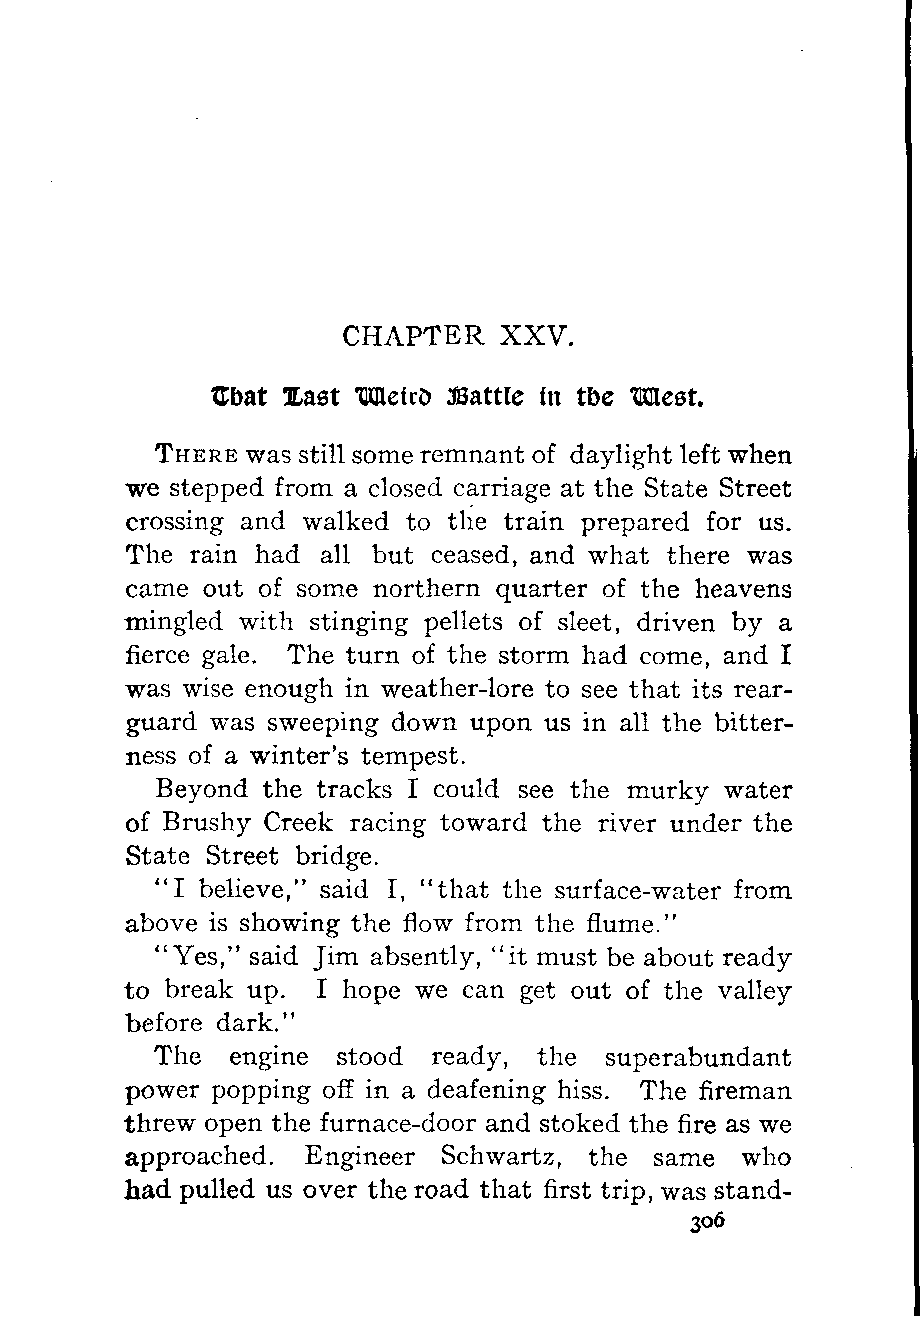 CHAPTER XXV.
That Last Weird Battle in the West.
THERE was still some remnant of daylight left when
we stepped from a closed carriage at the State Street
crossing and walked to the train prepared for us.
The rain had all but ceased, and what there was
came out of some northern quarter of the heavens
mingled with stinging pellets of sleet, driven by a
fierce gale. The turn of the storm had come, and I
was wise enough in weather-lore to see that its rear-
guard was sweeping down upon us in all the bitter-
ness of a winter's tempest.
Beyond the tracks I could see the murky water
of Brushy Creek racing toward the river under the
State Street bridge.
"I believe," said I, "that the surface-water from
above is showing the flow from the flume."
"Yes," said Jim absently, "it must be about ready
to break up. I hope we can get out of the valley
before dark."
The engine stood ready, the superabundant
power popping off in a deafening hiss. The fireman
threw open the furnace-door and stoked the fire as we
approached. Engineer Schwartz, the same who
had pulled us over the road that first trip, was stand-
306